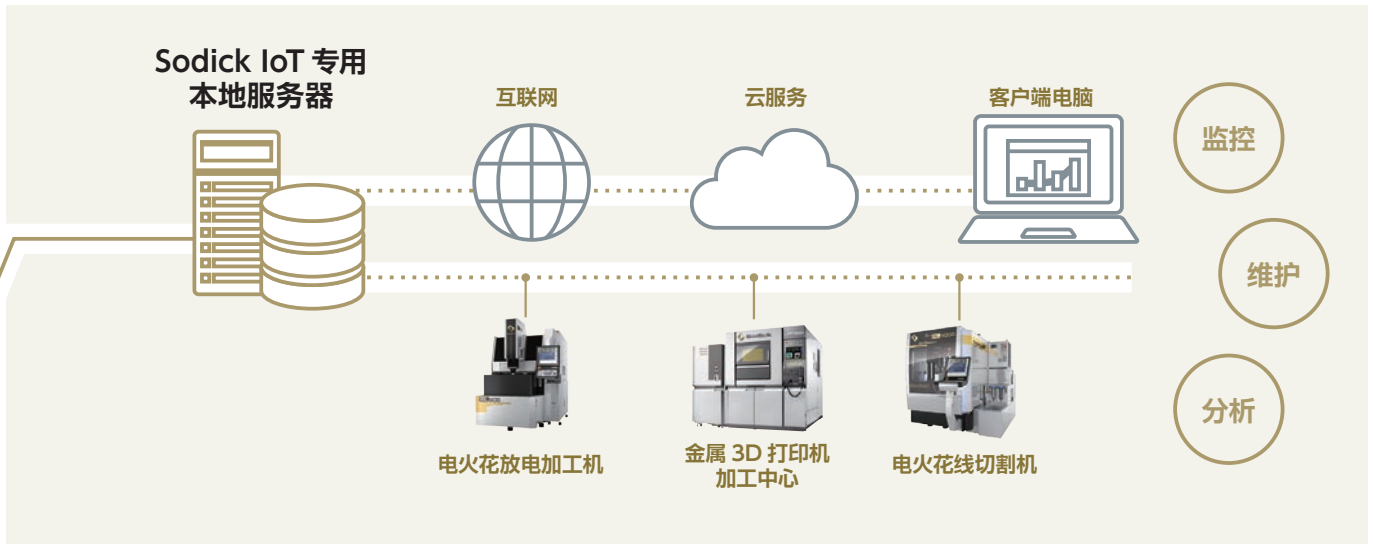 Sodick IoT 专用
本地服务器
互联网
云服务
客户端电脑
监控
维护
分析
电火花放电加工机
金属 3D 打印机
加工中心
电火花线切割机